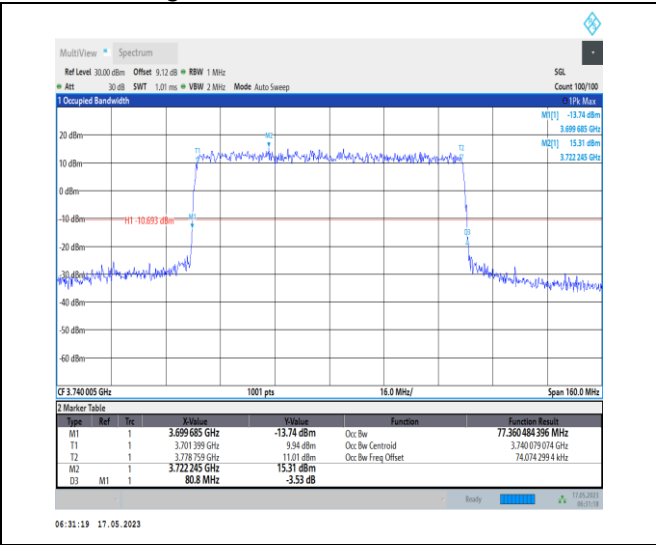 MultiView Spectrum
Ref Level 30.00 dBm Offset 9.12 dB RBW 1 MHz SGL
Att 30 dB SWT 1.01 ms VBW 2 MHz Mode Auto Sweep Count 100/100
1 Occupied Bandwidth 1Pk Max
M1[1] -13.74 dBm
3.699 685 GHz
M2[1] 15.31 dBm
3.722 245 GHz
20 dBm
M2
T1 T2
10 dBm
0 dBm
-10 dBm H1 -10.693 dBm M1
D3
-20 dBm
-30 dBm
-40 dBm
-50 dBm
-60 dBm
CF 3.740 005 GHz 1001 pts 16.0 MHz/ Span 160.0 MHz
2 Marker Table
Type Ref Trc X-Value Y-Value Function Function Result
M1 1 3.699 685 GHz -13.74 dBm Occ Bw 77.360 484 396 MHz
T1 1 3.701 399 GHz 9.94 dBm Occ Bw Centroid 3.740 079 074 GHz
T2 1 3.778 759 GHz 11.01 dBm Occ Bw Freq Offset 74.074 299 4 kHz
M2 1 3.722 245 GHz 15.31 dBm
D3 M1 1 80.8 MHz -3.53 dB
Ready 17.05.2023
06:31:18
06:31:19 17.05.2023